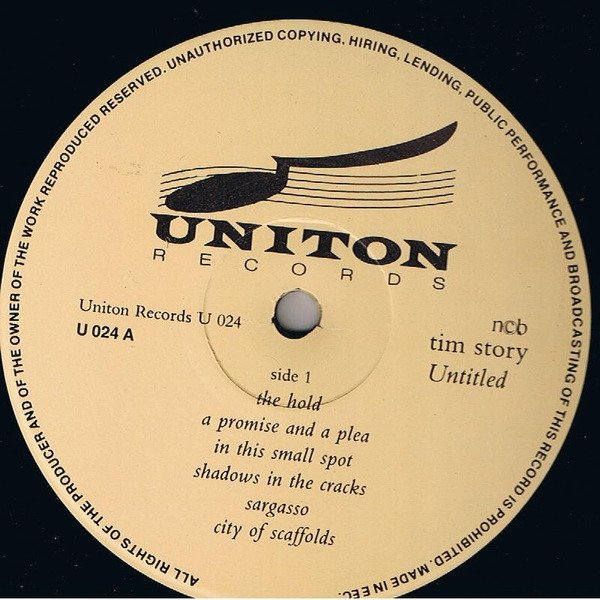 ALL RIGHTS OF THE PRODUCER AND OF THE OWNER OF THE WORK REPRODUCED RESERVED. UNAUTHORIZED COPYING. HIRING, LENDING, PUBLIC PERFORMANCE AND BROADCASTING OF THIS RECORD IS PROHIBITED. MADE IN EEC.
UNITON
RECORDS
Uniton Records U 024
U 024 A
ncb
tim story
Untitled
side 1
the hold
a promise and a plea
in this small spot
shadows in the cracks
sargasso
city of scaffolds